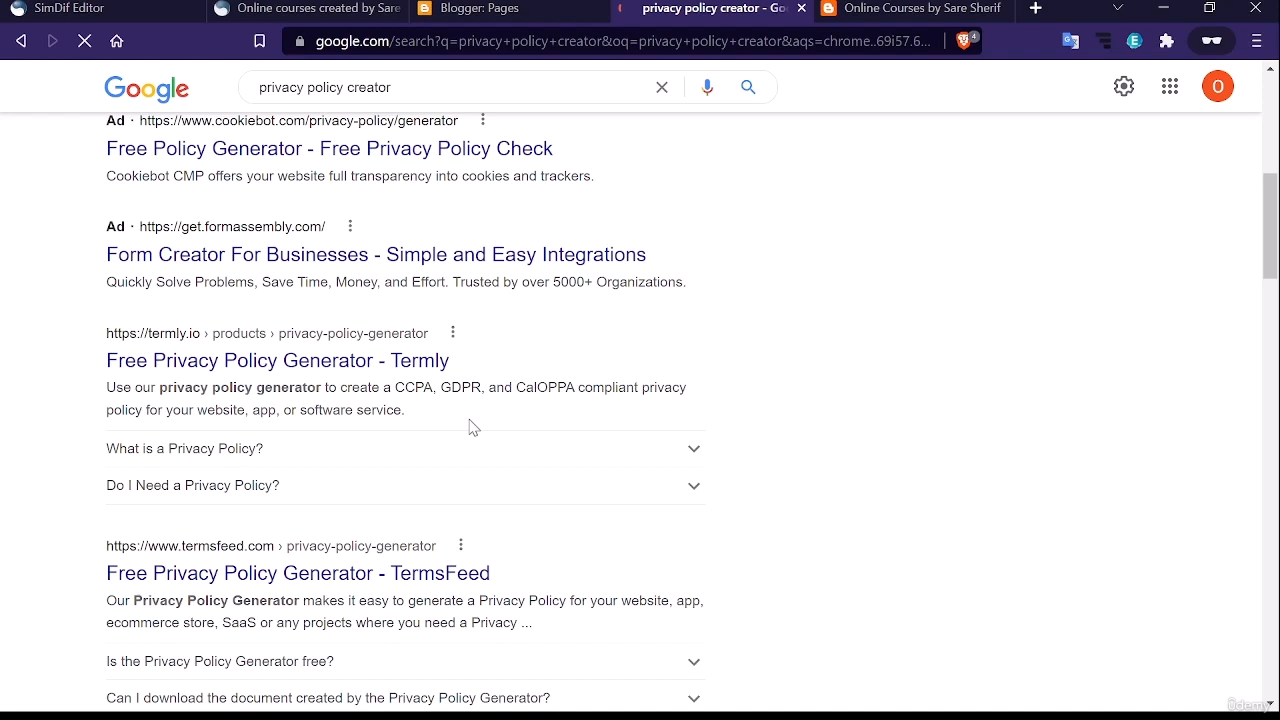 SimDif Editor
Online courses created by Sare
Blogger: Pages
privacy policy creator - Go
Online Courses by Sare Sherif
google.com/search?q=privacy+policy+creator&oq=privacy+policy+creator&aqs=chrome..69i57.6...
4
E
Google
privacy policy creator
O
Ad · https://www.cookiebot.com/privacy-policy/generator
Free Policy Generator - Free Privacy Policy Check
Cookiebot CMP offers your website full transparency into cookies and trackers.
Ad · https://get.formassembly.com/
Form Creator For Businesses - Simple and Easy Integrations
Quickly Solve Problems, Save Time, Money, and Effort. Trusted by over 5000+ Organizations.
https://termly.io › products › privacy-policy-generator
Free Privacy Policy Generator - Termly
Use our privacy policy generator to create a CCPA, GDPR, and CalOPPA compliant privacy
policy for your website, app, or software service.
What is a Privacy Policy?
Do I Need a Privacy Policy?
https://www.termsfeed.com › privacy-policy-generator
Free Privacy Policy Generator - TermsFeed
Our Privacy Policy Generator makes it easy to generate a Privacy Policy for your website, app,
ecommerce store, SaaS or any projects where you need a Privacy ...
Is the Privacy Policy Generator free?
Can I download the document created by the Privacy Policy Generator?
Udemy